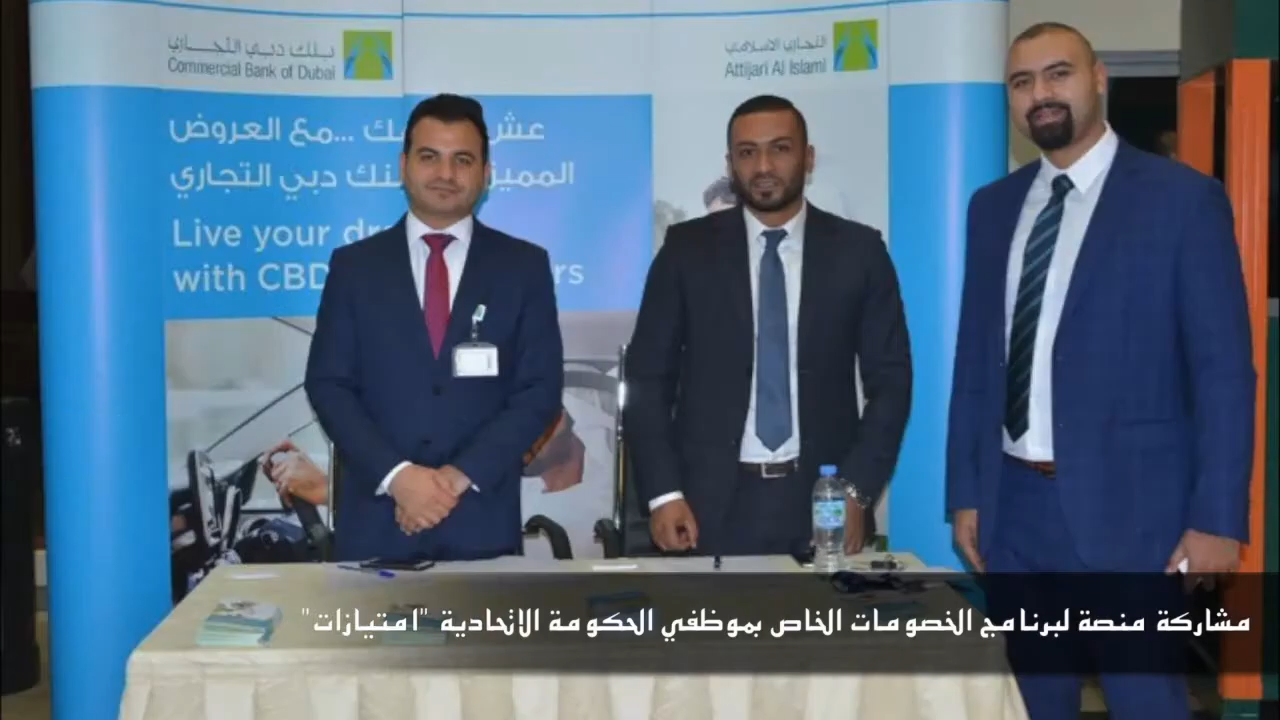 بنك دبي التجاري
Commercial Bank of Dubai
التجاري الاسلامي
Attijari Al Islami
...مع العروض
بنك دبي التجاري
Live your
with CBD
مشاركة منصة لبرنامج الخصومات الخاص بموظفي الحكومة الاتحادية "امتيازات"